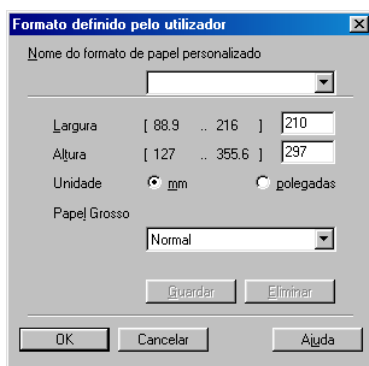 Formato definido pelo utilizador
Nome do formato de papel personalizado
Largura [ 88.9 .. 216 ] 210
Altura [ 127 .. 355.6 ] 297
Unidade mm polegadas
Papel Grosso
Normal
Guardar Eliminar
OK Cancelar Ajuda